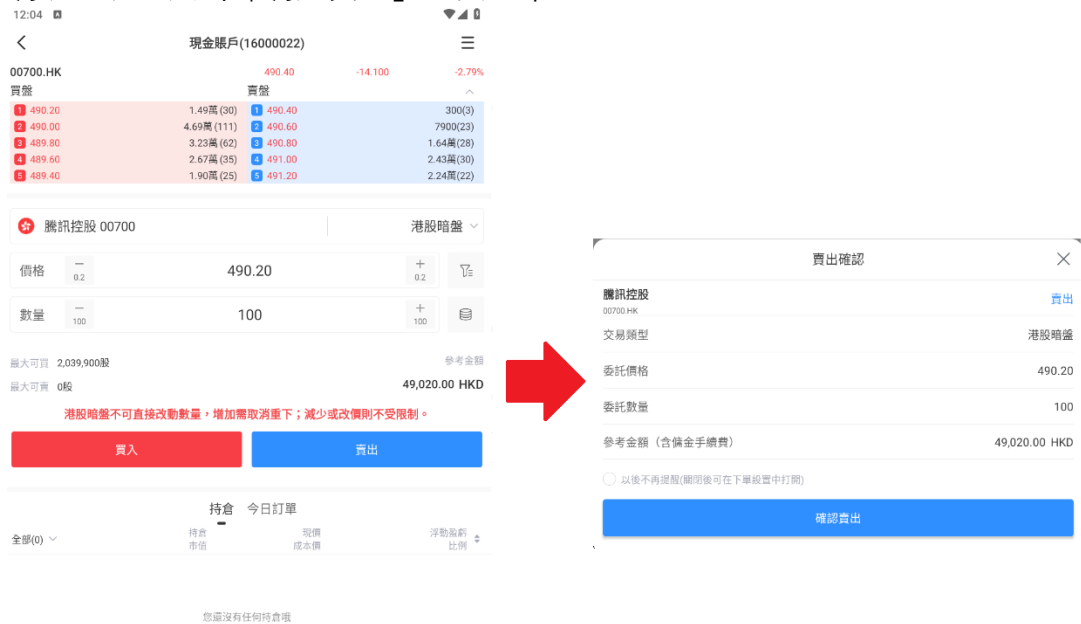 12:04
現金賬戶(16000022)
00700.HK 490.40 -14.100 -2.79%
買盤 賣盤
1 490.20 1.49萬(30) 1 490.40 300(3)
2 490.00 4.69萬(111) 2 490.60 7900(23)
3 489.80 3.23萬(62) 3 490.80 1.64萬(28)
4 489.60 2.67萬(35) 4 491.00 2.43萬(30)
5 489.40 1.90萬(25) 5 491.20 2.24萬(22)
騰訊控股 00700 港股暗盤
價格 − 0.2 490.20 + 0.2
數量 − 100 100 + 100
最大可買 2,039,900股 參考金額
最大可賣 0股 49,020.00 HKD
港股暗盤不可直接改動數量，增加需取消重下；減少或改價則不受限制。
買入 賣出
持倉 今日訂單
全部(0) 持倉 現價 浮動盈虧
市值 成本價 比例
您還沒有任何持倉哦
賣出確認
騰訊控股 賣出
00700.HK
交易類型 港股暗盤
委託價格 490.20
委託數量 100
參考金額（含傭金手續費） 49,020.00 HKD
以後不再提醒(關閉後可在下單設置中打開)
確認賣出